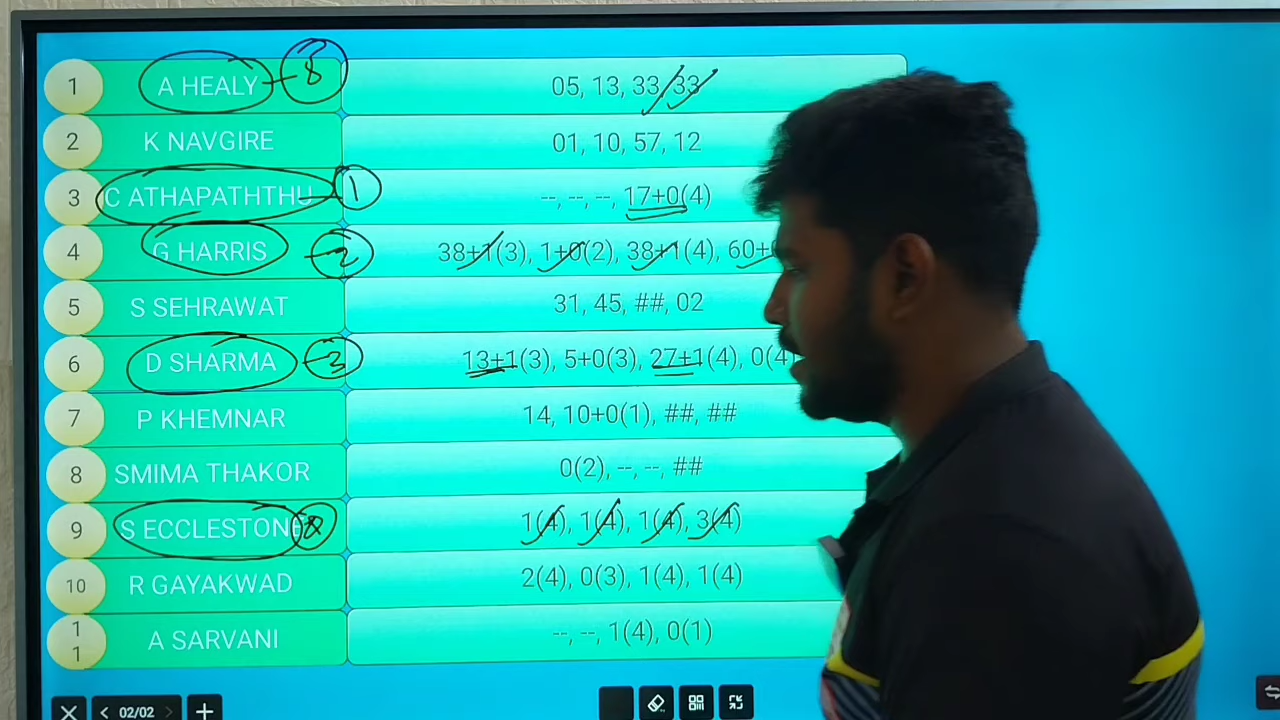 1 A HEALY - 8 05, 13, 33, 33
2 K NAVGIRE 01, 10, 57, 12
3 C ATHAPATHTHU - 1 --, --, --, 17+0(4)
4 G HARRIS - 2 38+1(3), 1+0(2), 38+1(4), 60+
5 S SEHRAWAT 31, 45, ##, 02
6 D SHARMA - 3 13+1(3), 5+0(3), 27+1(4), 0(4)
7 P KHEMNAR 14, 10+0(1), ##, ##
8 SMIMA THAKOR 0(2), --, --, ##
9 S ECCLESTONE 1(4), 1(4), 1(4), 3(4)
10 R GAYAKWAD 2(4), 0(3), 1(4), 1(4)
11 A SARVANI --, --, 1(4), 0(1)
02/02